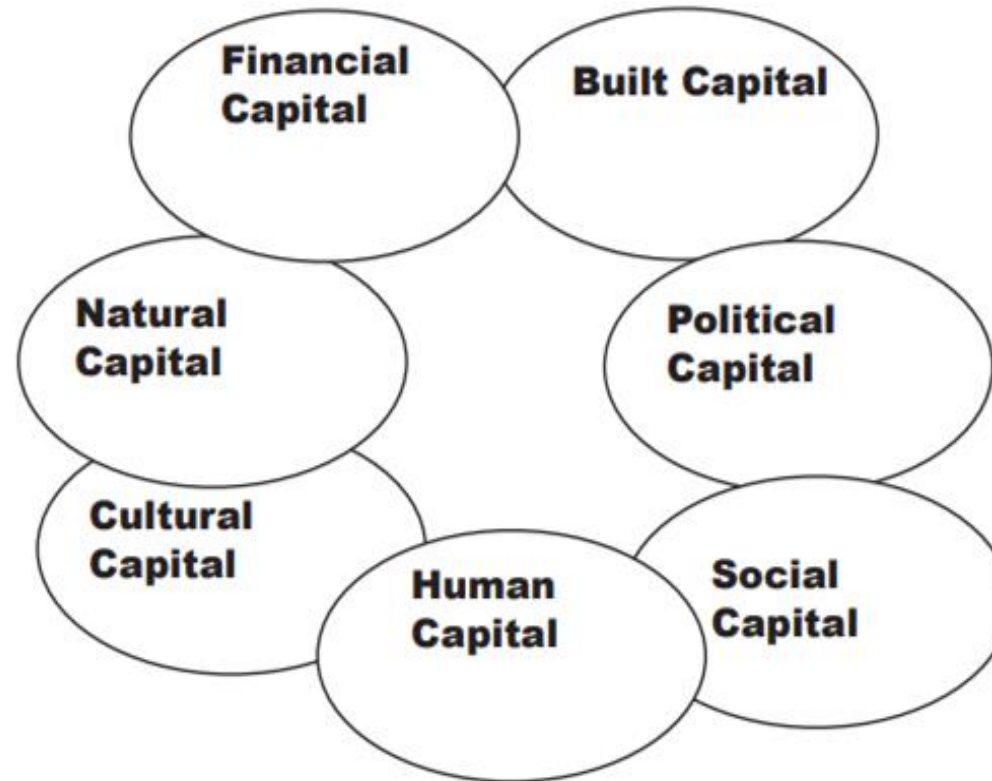 Financial
Capital
Built Capital
Natural
Capital
Political
Capital
Cultural
Capital
Human
Capital
Social
Capital